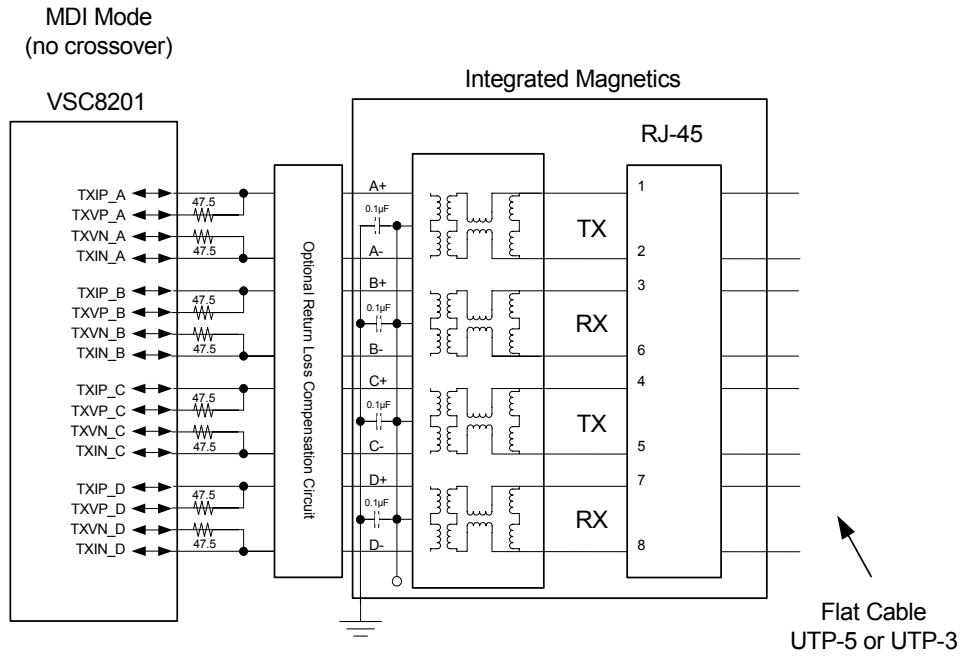 MDI Mode
(no crossover)
VSC8201
Integrated Magnetics
RJ-45
TXIP_A
TXVP_A
TXVN_A
TXIN_A
47.5
47.5
A+
0.1µF
A-
TX
1
2
TXIP_B
TXVP_B
TXVN_B
TXIN_B
47.5
47.5
B+
0.1µF
B-
RX
3
6
TXIP_C
TXVP_C
TXVN_C
TXIN_C
47.5
47.5
C+
0.1µF
C-
TX
4
5
TXIP_D
TXVP_D
TXVN_D
TXIN_D
47.5
47.5
D+
0.1µF
D-
RX
7
8
Optional Return Loss Compensation Circuit
Flat Cable
UTP-5 or UTP-3